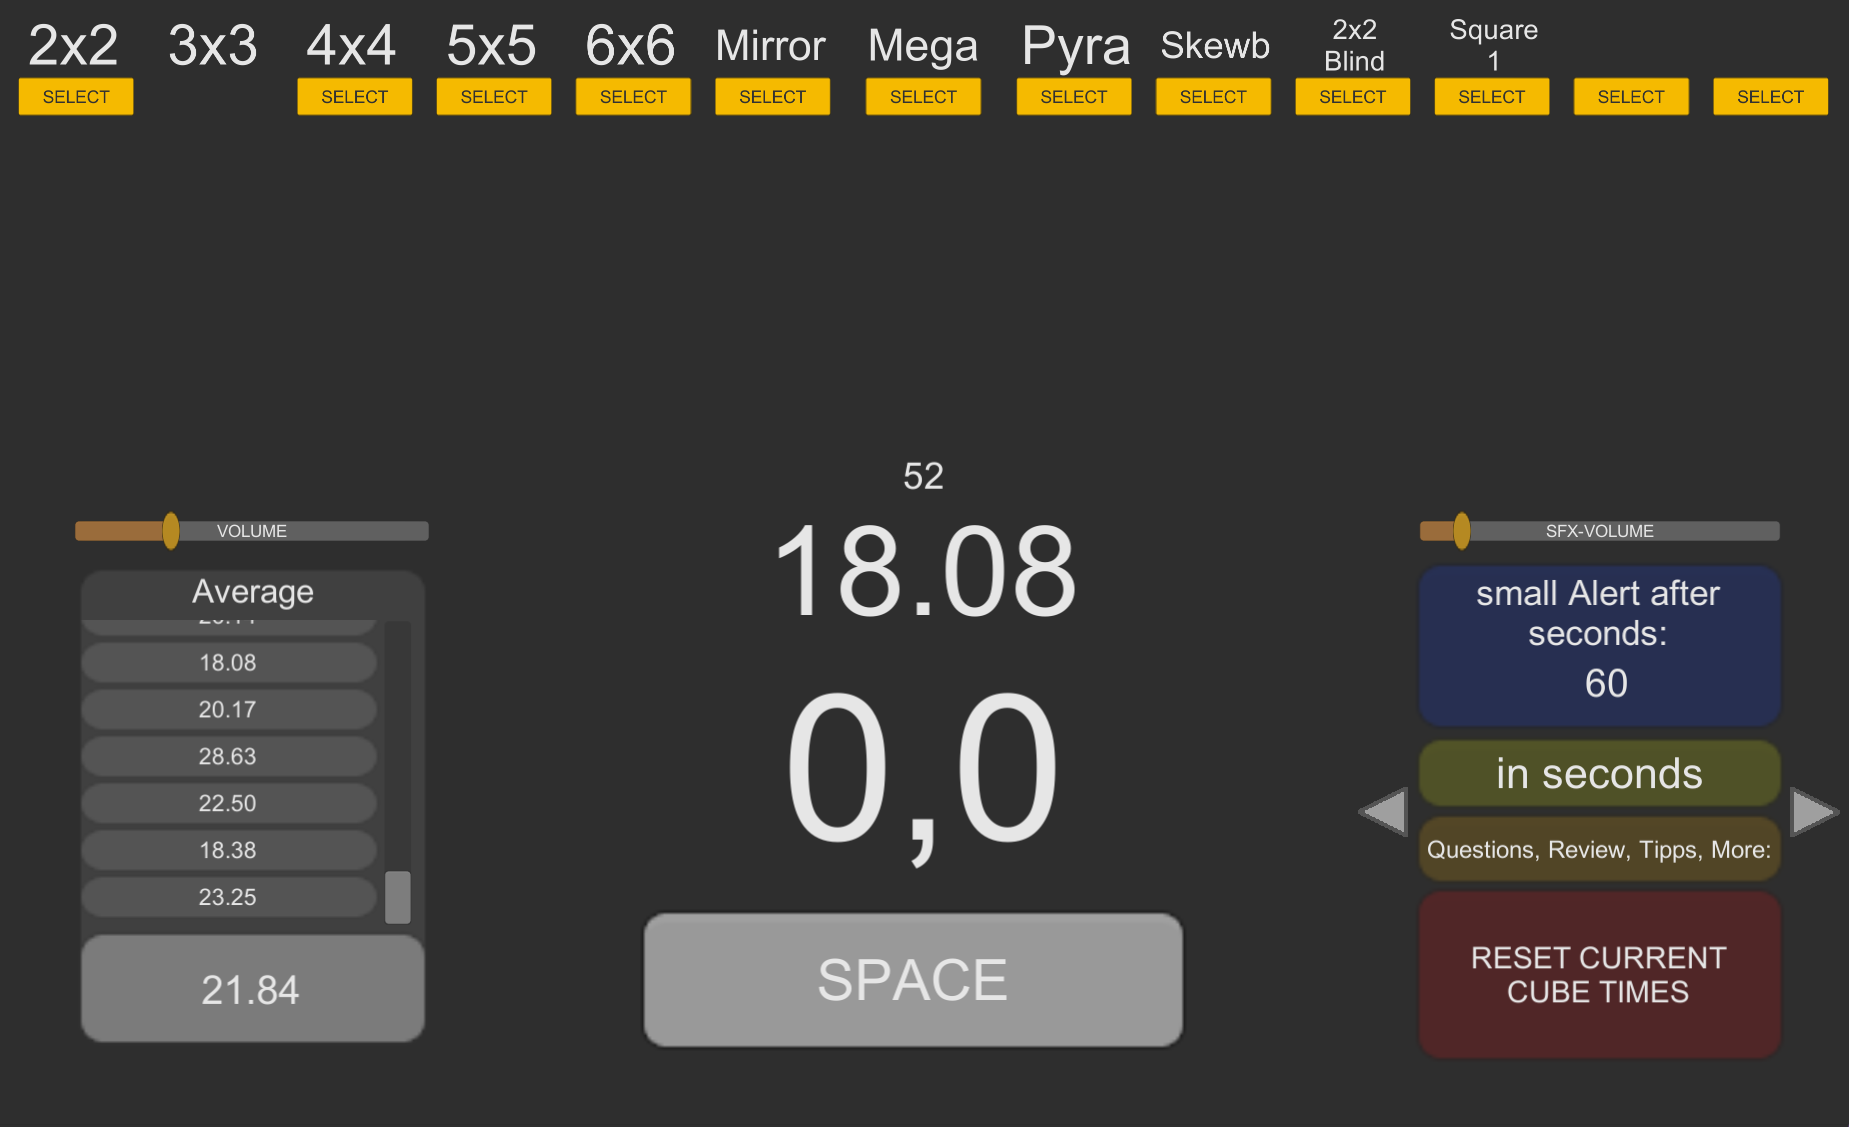 2x2
3x3
4x4
5x5
6x6
Mirror
Mega
Pyra
Skewb
2x2
Blind
Square
1
SELECT
SELECT
SELECT
SELECT
SELECT
SELECT
SELECT
SELECT
SELECT
SELECT
SELECT
SELECT
52
18.08
0,0
SPACE
VOLUME
Average
18.08
20.17
28.63
22.50
18.38
23.25
21.84
SFX-VOLUME
small Alert after
seconds:
60
in seconds
Questions, Review, Tipps, More:
RESET CURRENT
CUBE TIMES